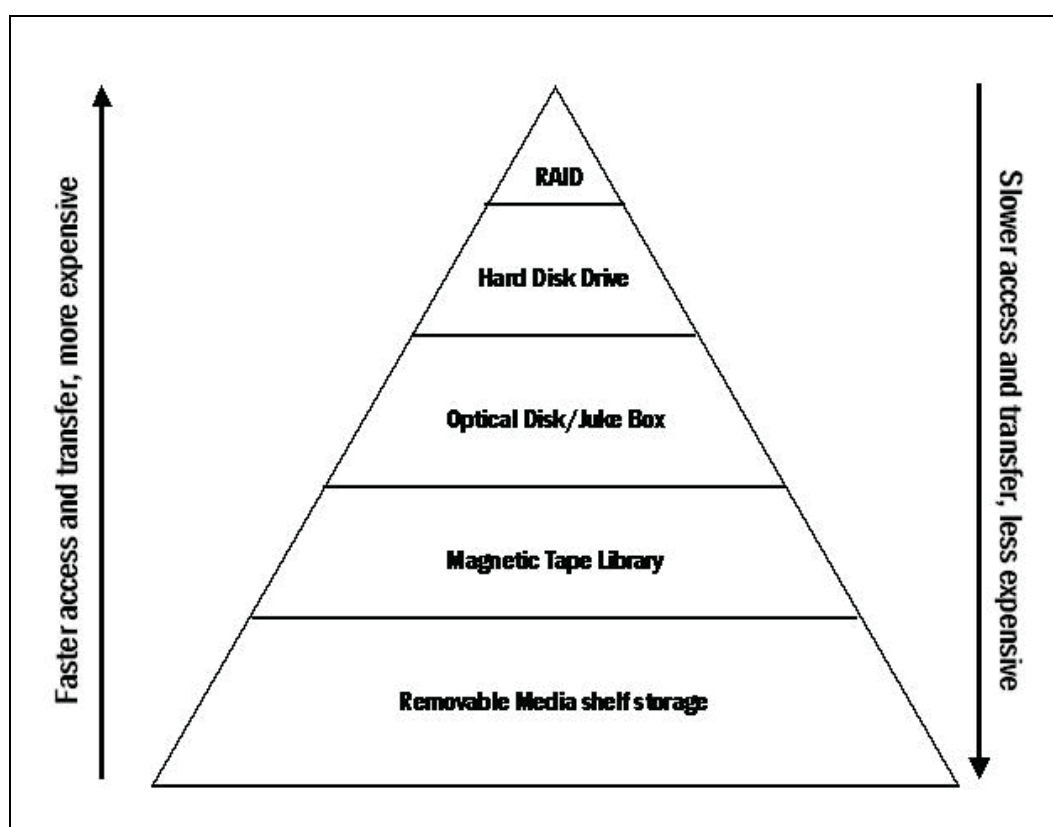 Faster access and transfer, more expensive
RAID
Hard Disk Drive
Optical Disk/Juke Box
Magnetic Tape Library
Removable Media shelf storage
Slower access and transfer, less expensive